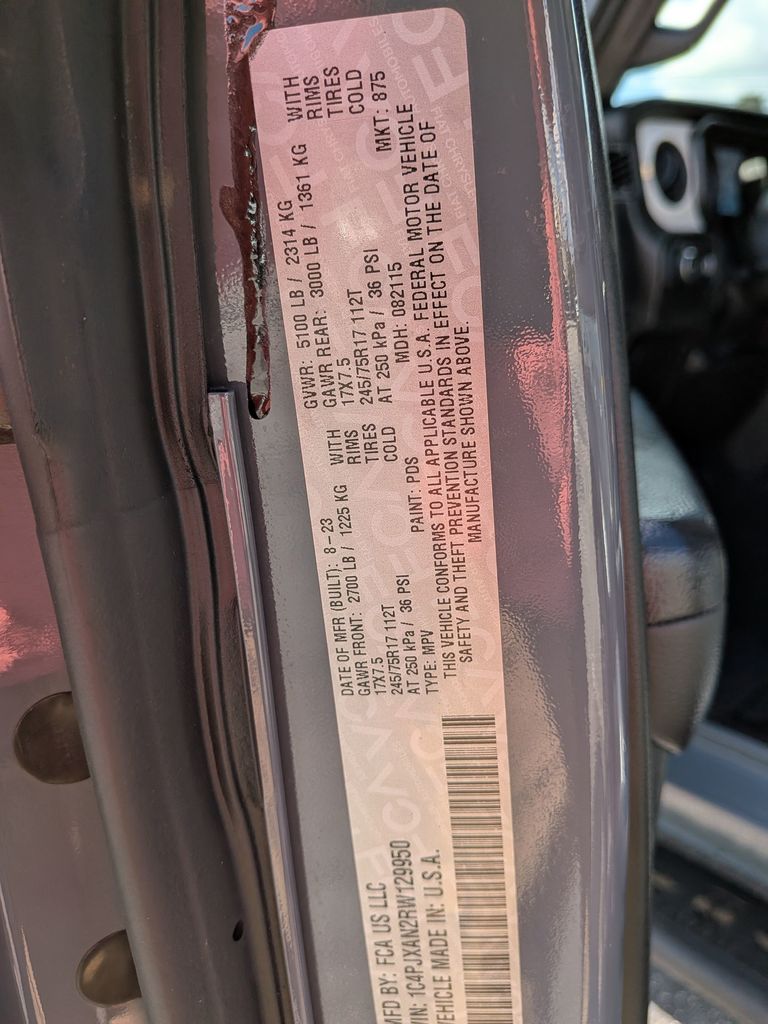 MFD BY: FCA US LLC
VIN: 1C4PJXAN2RW129950
VEHICLE MADE IN: U.S.A.
DATE OF MFR (BUILT): 8-23 GVWR: 5100 LB / 2314 KG
GAWR FRONT: 2700 LB / 1225 KG WITH GAWR REAR: 3000 LB / 1361 KG WITH
17X7.5 RIMS 17X7.5 RIMS
245/75R17 112T TIRES 245/75R17 112T TIRES
AT 250 kPa / 36 PSI COLD AT 250 kPa / 36 PSI COLD
TYPE: MPV PAINT: PDS MDH: 082115 MKT: 875
THIS VEHICLE CONFORMS TO ALL APPLICABLE U.S.A. FEDERAL MOTOR VEHICLE
SAFETY AND THEFT PREVENTION STANDARDS IN EFFECT ON THE DATE OF
MANUFACTURE SHOWN ABOVE.